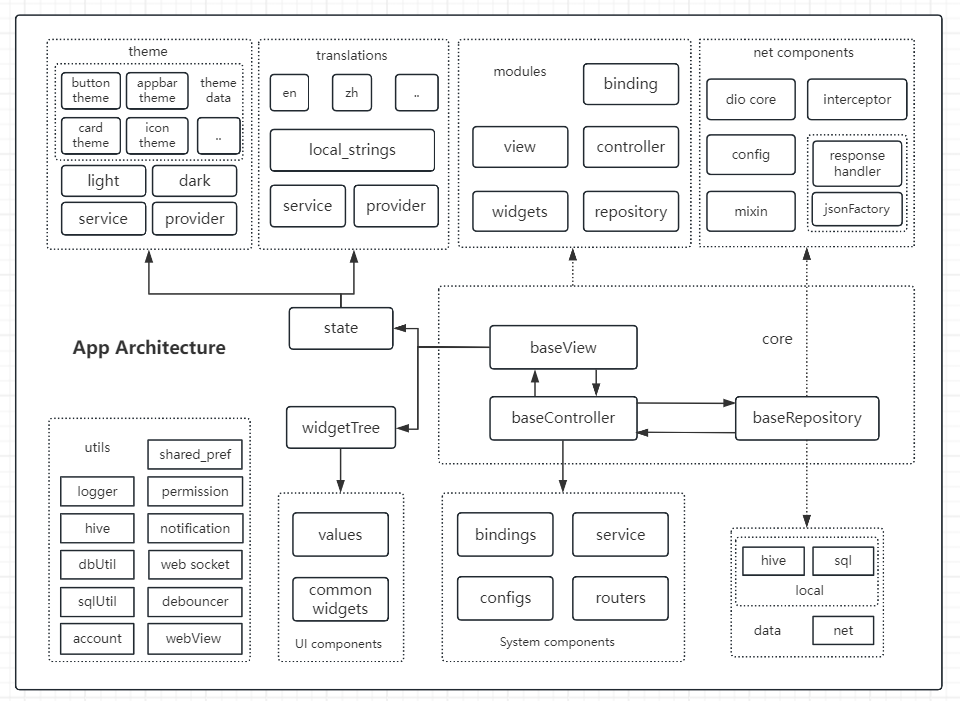 theme
button
theme
appbar
theme
theme
data
card
theme
icon
theme
..
light
dark
service
provider
translations
en
zh
..
local_strings
service
provider
modules
binding
view
controller
widgets
repository
net components
dio core
interceptor
config
response
handler
mixin
jsonFactory
state
App Architecture
core
baseView
baseController
baseRepository
widgetTree
utils
shared_pref
logger
permission
hive
notification
dbUtil
web socket
sqlUtil
debouncer
account
webView
values
common
widgets
UI components
bindings
service
configs
routers
System components
hive
sql
local
data
net